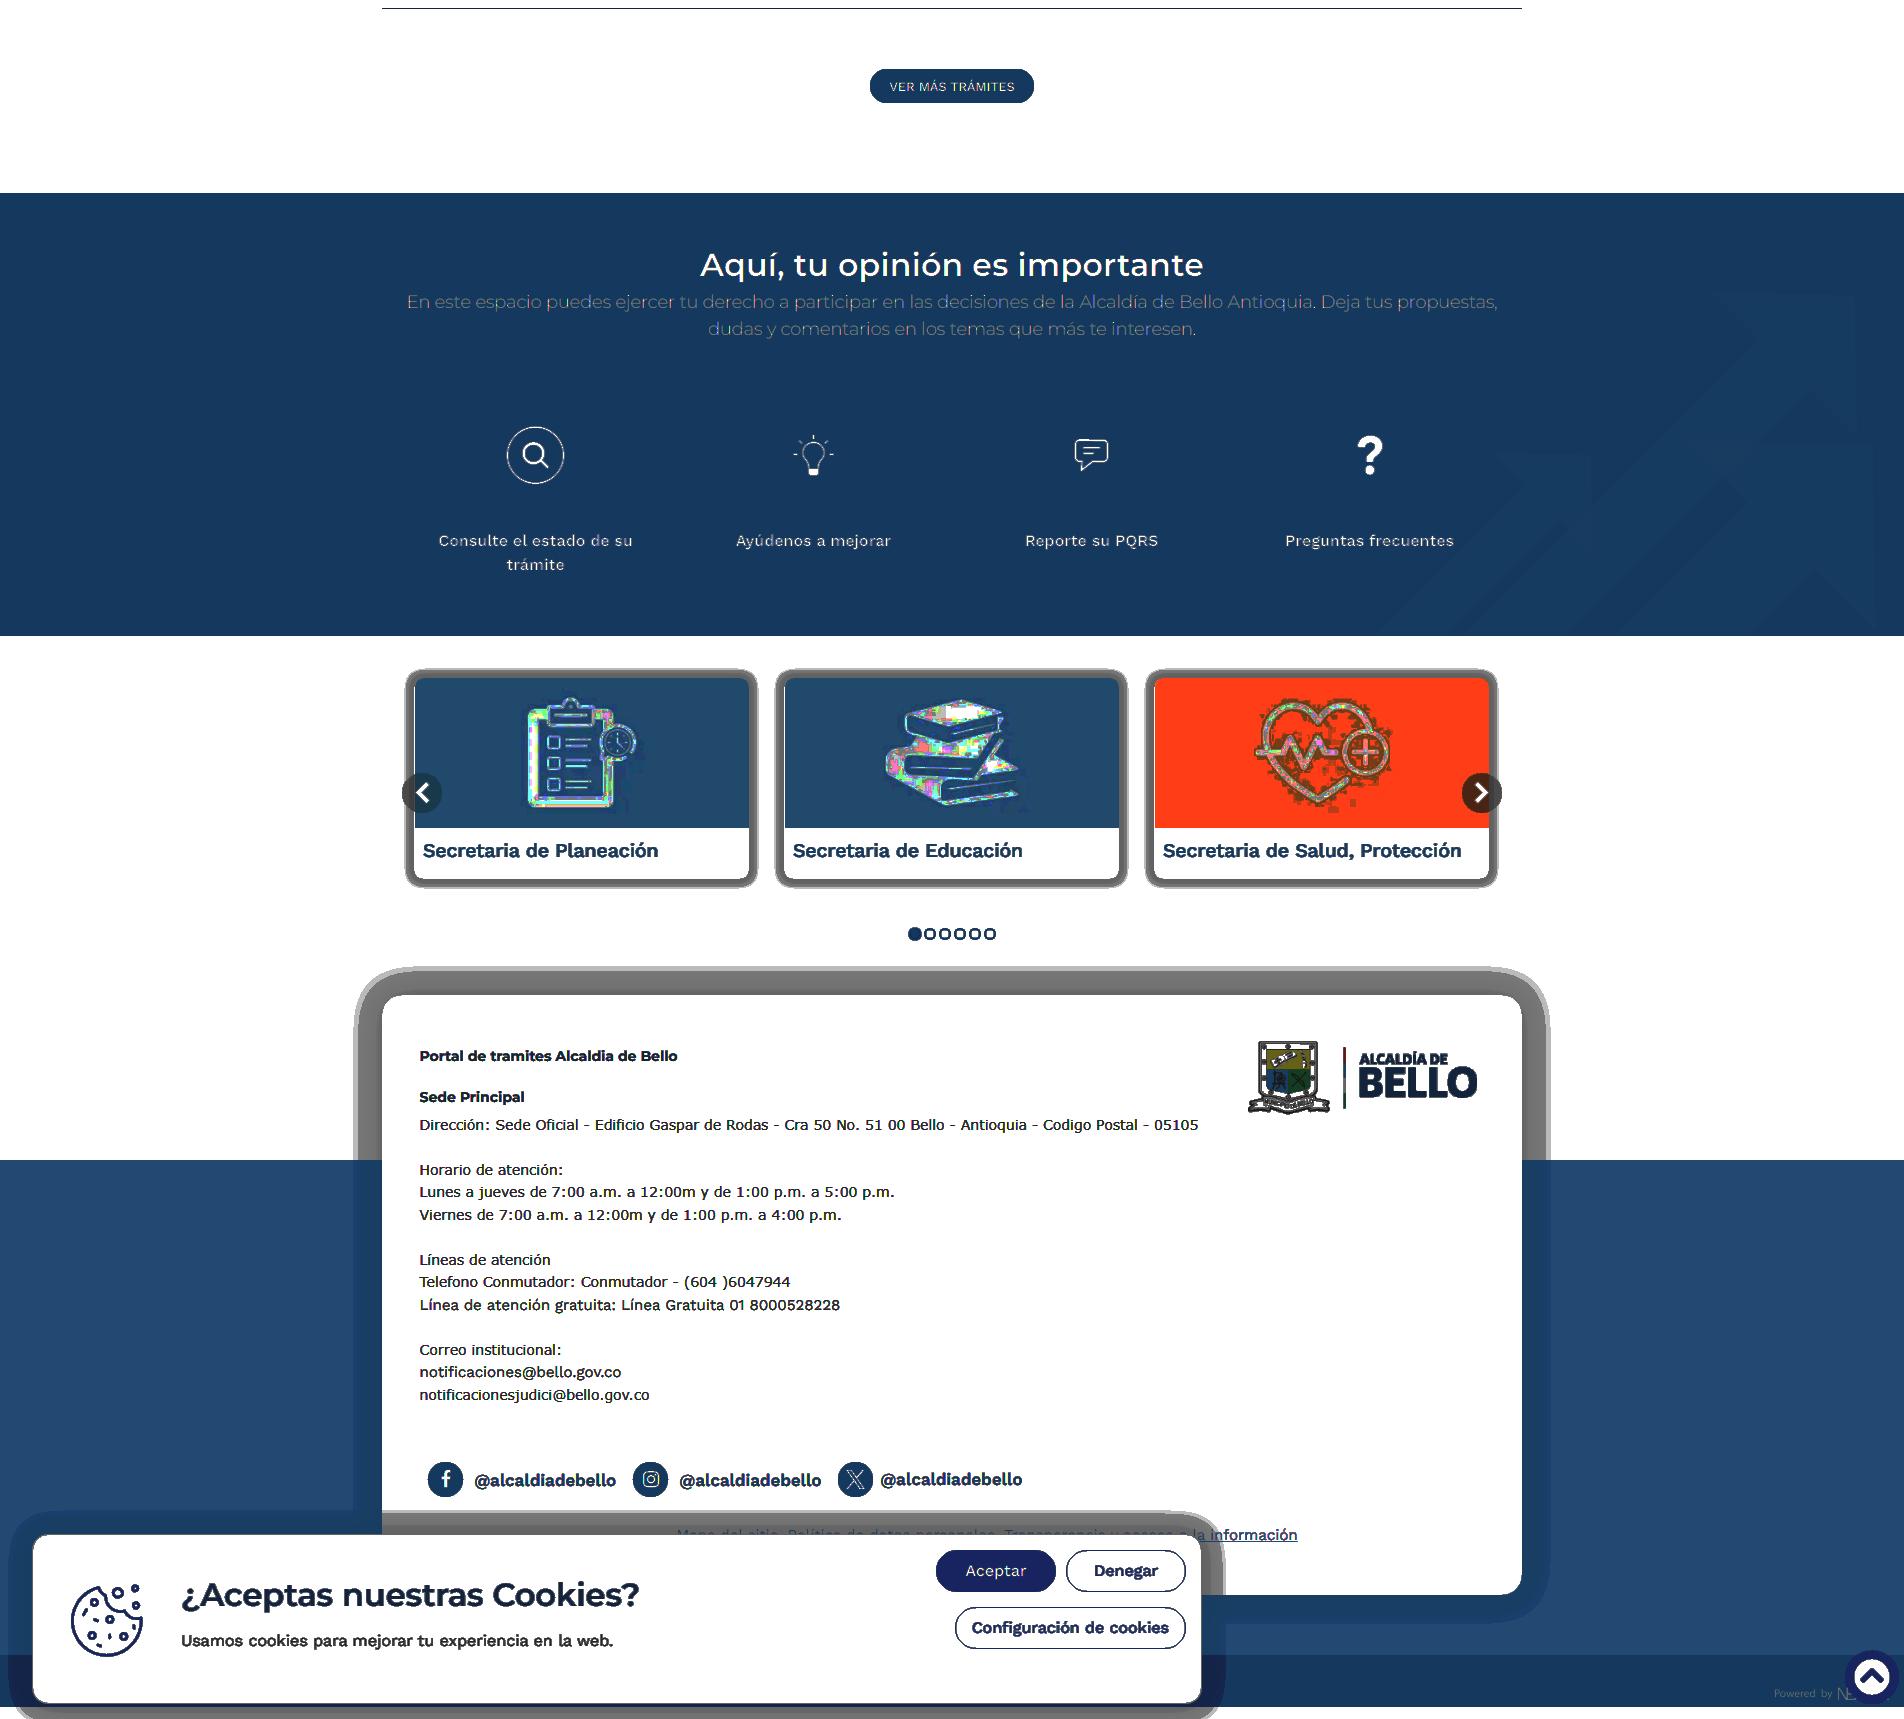 VER MÁS TRÁMITES
Aquí, tu opinión es importante
En este espacio puedes ejercer tu derecho a participar en las decisiones de la Alcaldía de Bello Antioquia. Deja tus propuestas,
dudas y comentarios en los temas que más te interesen.
Consulte el estado de su
trámite
Ayúdenos a mejorar
Reporte su PQRS
Preguntas frecuentes
Secretaria de Planeación
Secretaria de Educación
Secretaria de Salud, Protección
Portal de tramites Alcaldia de Bello
ALCALDÍA DE
BELLO
Sede Principal
Dirección: Sede Oficial - Edificio Gaspar de Rodas - Cra 50 No. 51 00 Bello - Antioquia - Codigo Postal - 05105
Horario de atención:
Lunes a jueves de 7:00 a.m. a 12:00m y de 1:00 p.m. a 5:00 p.m.
Viernes de 7:00 a.m. a 12:00m y de 1:00 p.m. a 4:00 p.m.
Líneas de atención
Telefono Conmutador: Conmutador - (604 )6047944
Línea de atención gratuita: Línea Gratuita 01 8000528228
Correo institucional:
notificaciones@bello.gov.co
notificacionesjudici@bello.gov.co
@alcaldiadebello
@alcaldiadebello
@alcaldiadebello
la información
¿Aceptas nuestras Cookies?
Usamos cookies para mejorar tu experiencia en la web.
Aceptar
Denegar
Configuración de cookies
Powered by